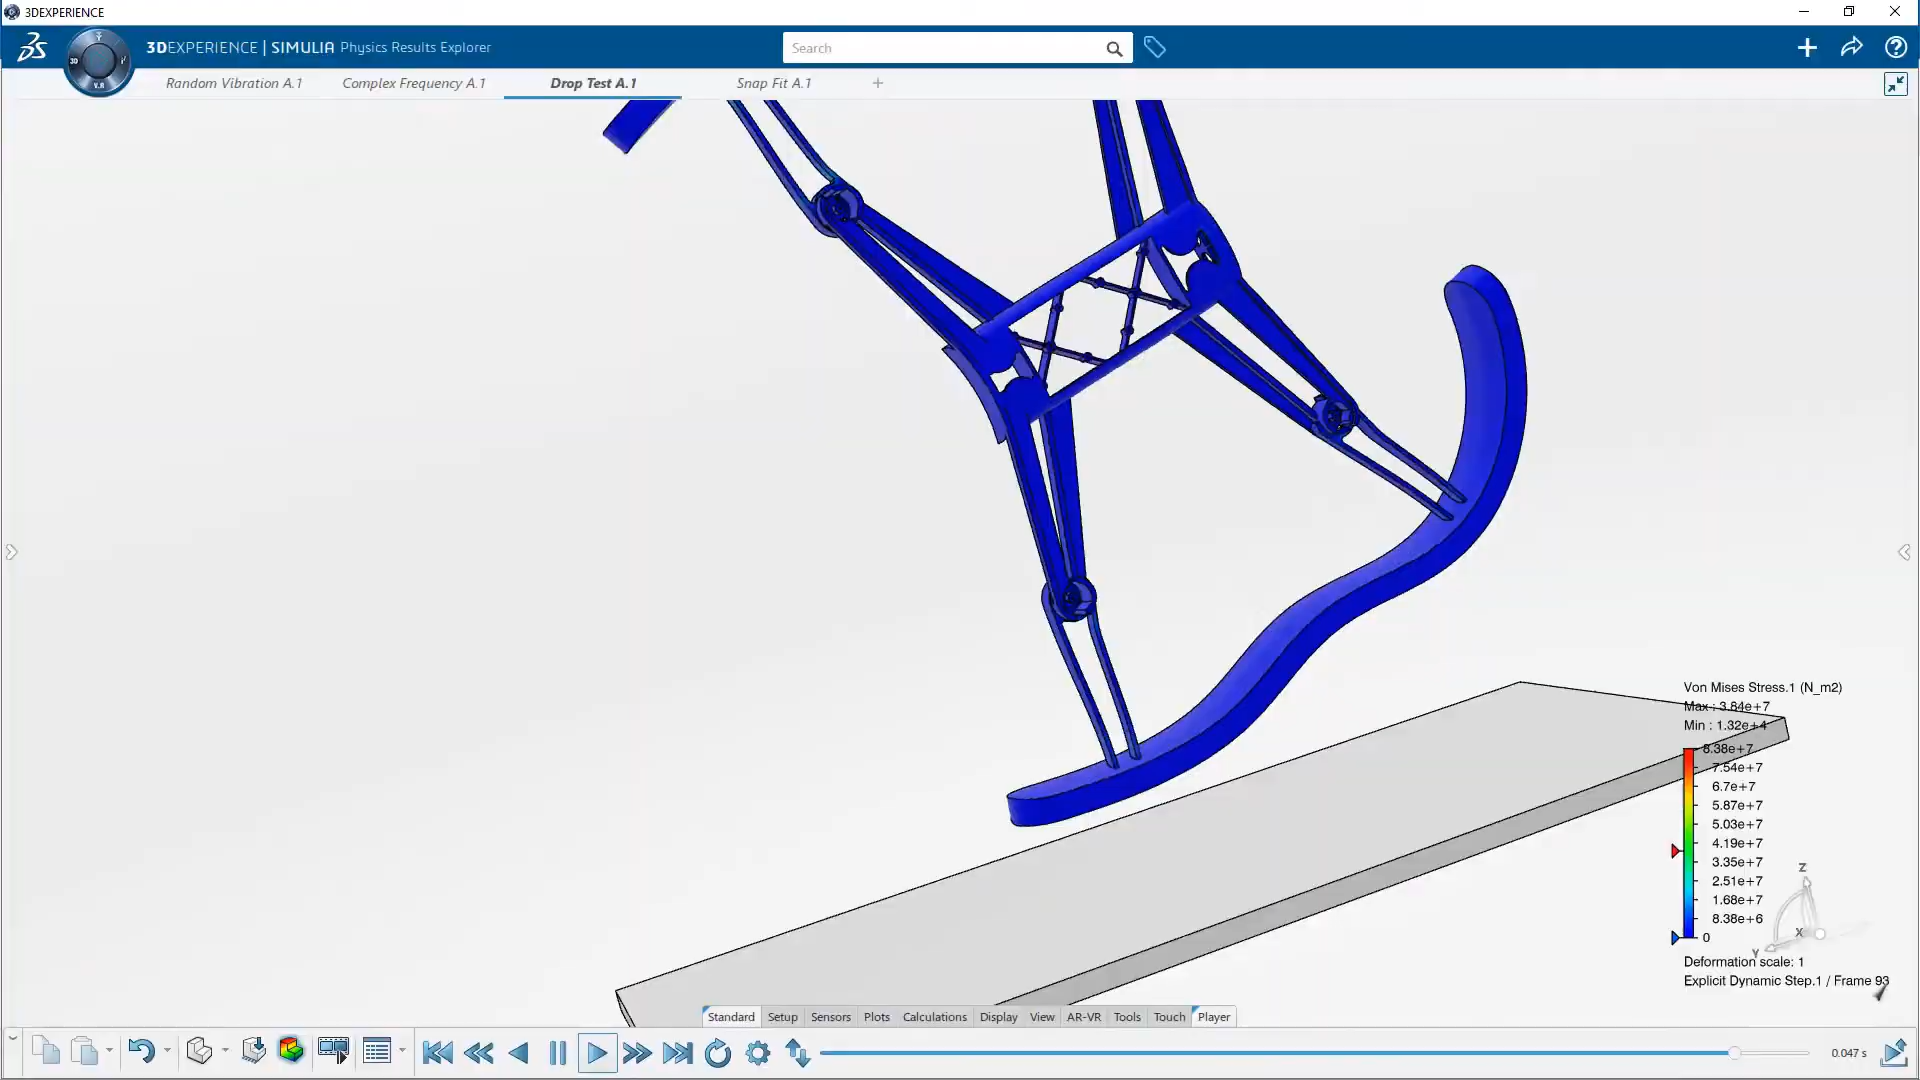 3DEXPERIENCE
3DEXPERIENCE | SIMULIA Physics Results Explorer
Search
Random Vibration A.1
Complex Frequency A.1
Drop Test A.1
Snap Fit A.1
Von Mises Stress.1 (N_m2)
Max : 3.84e+7
Min : 1.32e+4
8.38e+7
7.54e+7
6.7e+7
5.87e+7
5.03e+7
4.19e+7
3.35e+7
2.51e+7
1.68e+7
8.38e+6
0
Z
X
Y
Deformation scale: 1
Explicit Dynamic Step.1 / Frame 93
Standard Setup Sensors Plots Calculations Display View AR-VR Tools Touch Player
0.047 s